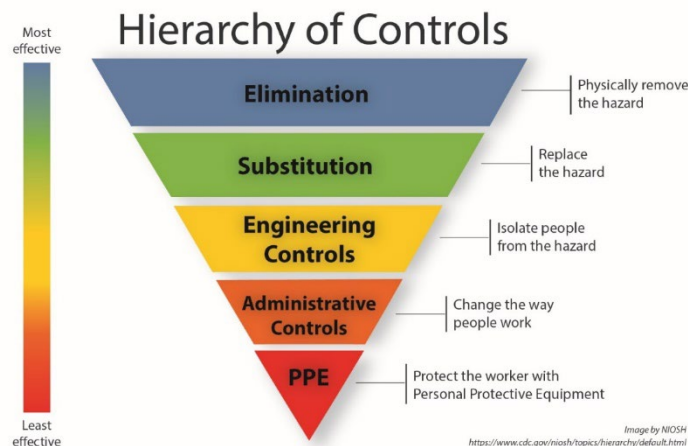 Hierarchy of Controls
Most
effective
Elimination
Physically remove
the hazard
Substitution
Replace
the hazard
Engineering
Controls
Isolate people
from the hazard
Administrative
Controls
Change the way
people work
PPE
Protect the worker with
Personal Protective Equipment
Least
effective
Image by NIOSH
https://www.cdc.gov/niosh/topics/hierarchy/default.html